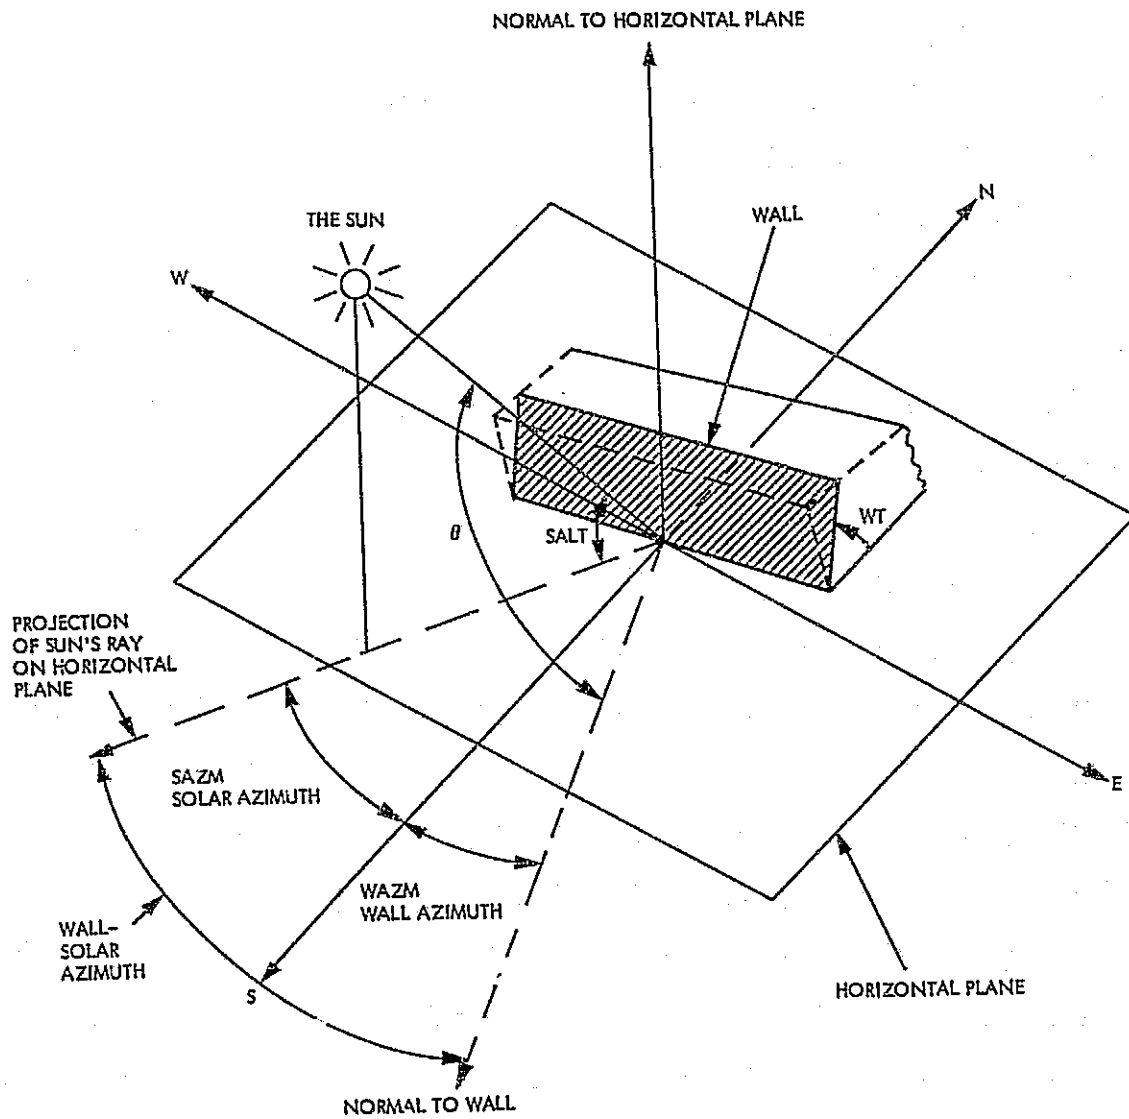 NORMAL TO HORIZONTAL PLANE
N
WALL
THE SUN
W
WT
θ
SALT
PROJECTION
OF SUN'S RAY
ON HORIZONTAL
PLANE
SAZM
SOLAR AZIMUTH
E
WAZM
WALL AZIMUTH
WALL-
SOLAR
AZIMUTH
S
HORIZONTAL PLANE
NORMAL TO WALL